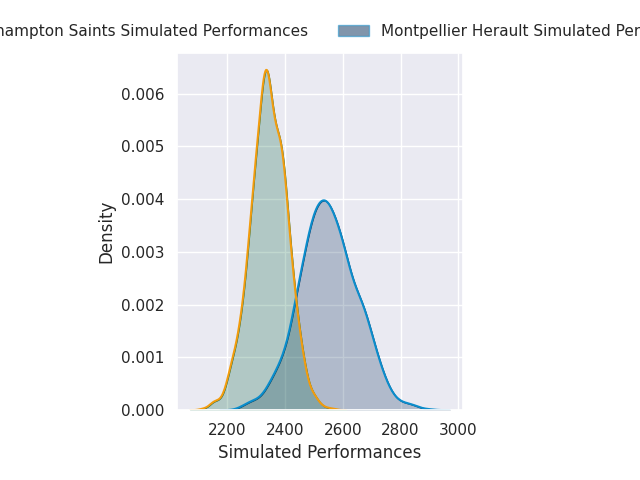 hampton Saints Simulated Performances Montpellier Herault Simulated Per
0.006
0.005
0.004
0.003
0.002
0.001
0.000
Density
2200 2400 2600 2800 3000
Simulated Performances